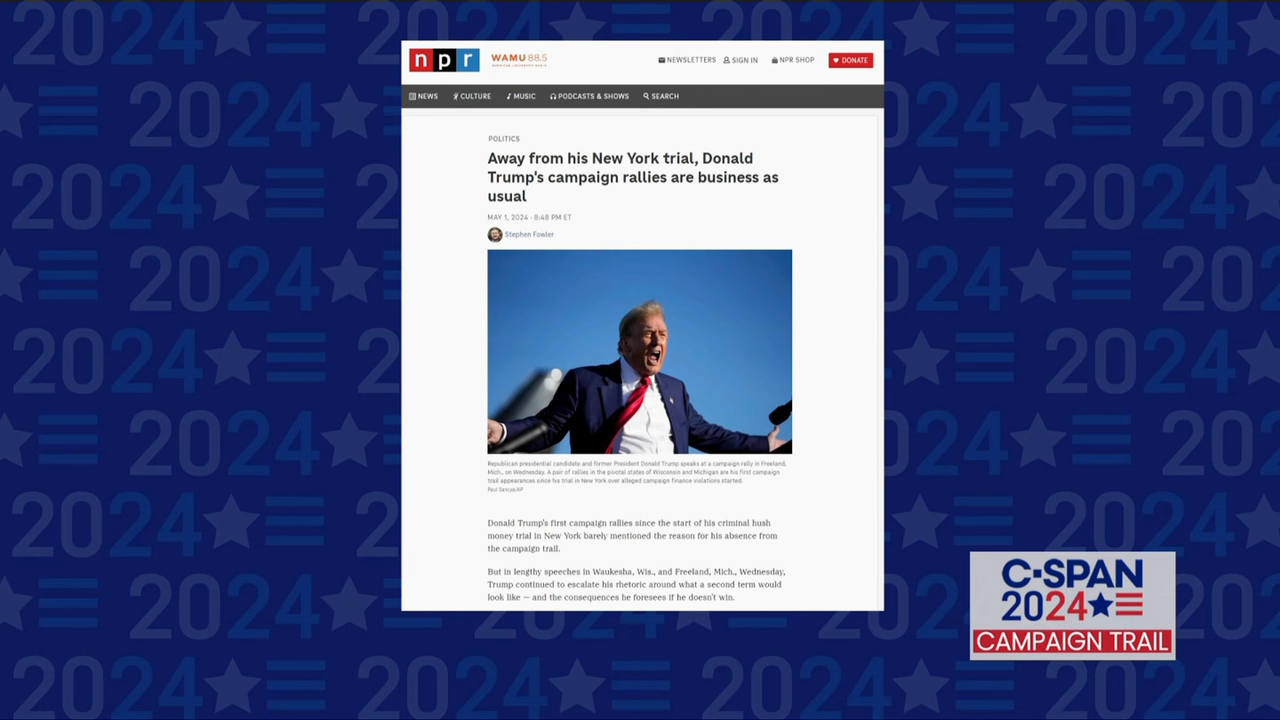 npr
WAMU 88.5
AMERICAN UNIVERSITY RADIO
NEWSLETTERS
SIGN IN
NPR SHOP
DONATE
NEWS
CULTURE
MUSIC
PODCASTS & SHOWS
SEARCH
POLITICS
Away from his New York trial, Donald
Trump's campaign rallies are business as
usual
MAY 1, 2024 · 8:48 PM ET
Stephen Fowler
Republican presidential candidate and former President Donald Trump speaks at a campaign rally in Freeland,
Mich., on Wednesday. A pair of rallies in the pivotal states of Wisconsin and Michigan are his first campaign
trail appearances since his trial in New York over alleged campaign finance violations started.
Paul Sancya/AP
Donald Trump's first campaign rallies since the start of his criminal hush
money trial in New York barely mentioned the reason for his absence from
the campaign trail.
But in lengthy speeches in Waukesha, Wis., and Freeland, Mich., Wednesday,
Trump continued to escalate his rhetoric around what a second term would
look like — and the consequences he foresees if he doesn't win.
C-SPAN
2024
CAMPAIGN TRAIL